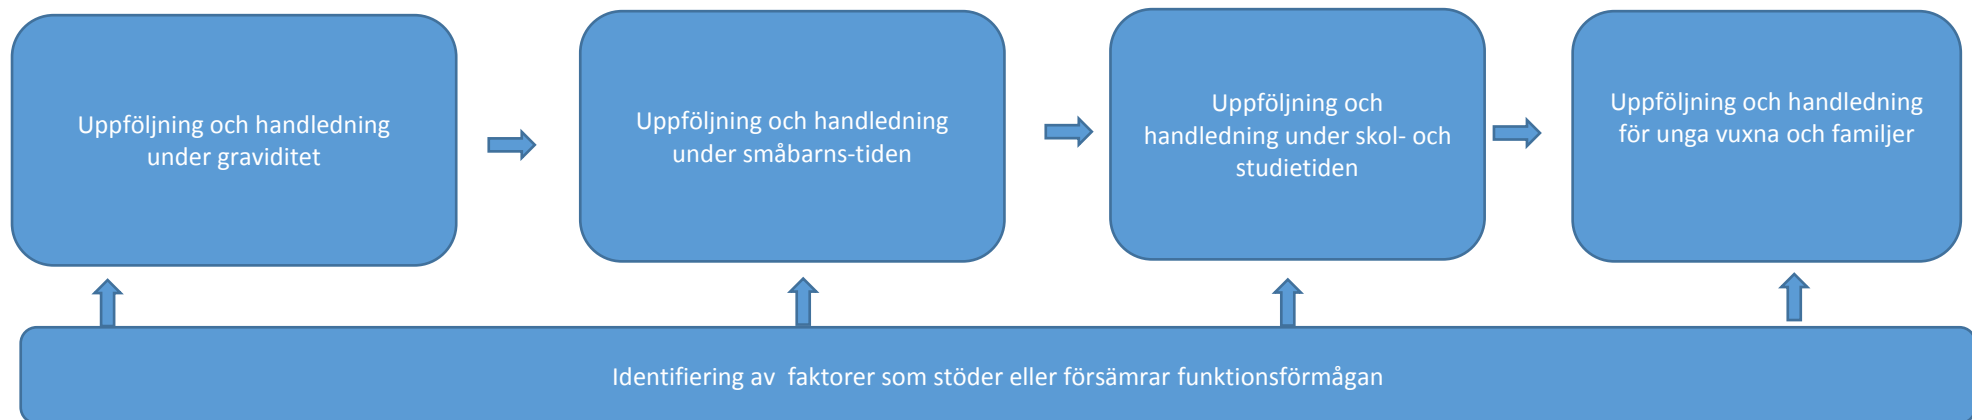 Uppföljning och handledning
under graviditet
Uppföljning och handledning
under småbarns-tiden
Uppföljning och
handledning under skol- och
studietiden
Uppföljning och handledning
för unga vuxna och familjer
Identifiering av  faktorer som stöder eller försämrar funktionsförmågan